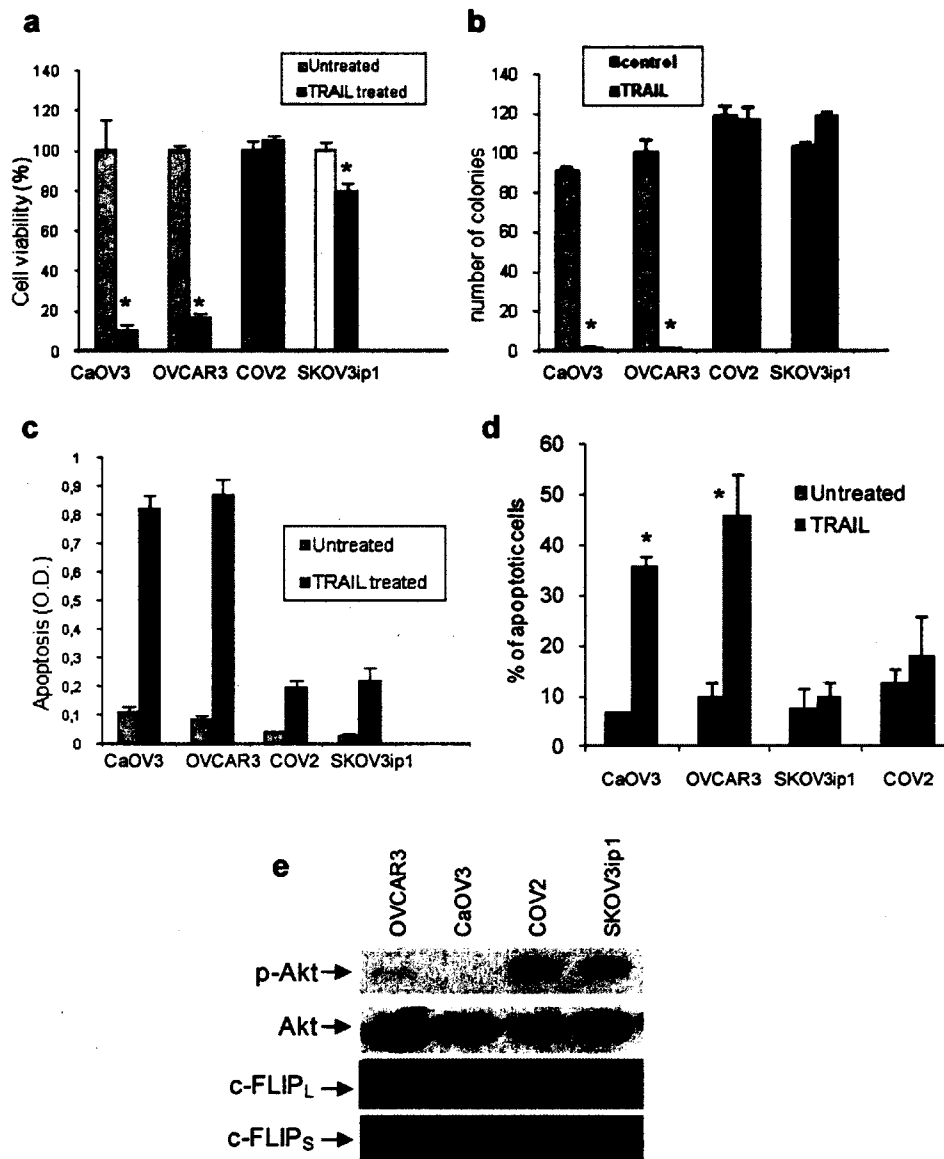 a
Untreated
TRAIL treated
Cell viability (%)
140
120
100
80
60
40
20
0
*
*
*
CaOV3 OVCAR3 COV2 SKOV3ip1
b
control
TRAIL
number of colonies
140
120
100
80
60
40
20
0
*
*
CaOV3 OVCAR3 COV2 SKOV3ip1
c
Untreated
TRAIL treated
Apoptosis (O.D.)
1
0,9
0,8
0,7
0,6
0,5
0,4
0,3
0,2
0,1
0
CaOV3 OVCAR3 COV2 SKOV3ip1
d
Untreated
TRAIL
% of apoptotic cells
60
50
40
30
20
10
0
*
*
CaOV3 OVCAR3 SKOV3ip1 COV2
e
OVCAR3
CaOV3
COV2
SKOV3ip1
p-Akt
Akt
c-FLIPL
c-FLIPS